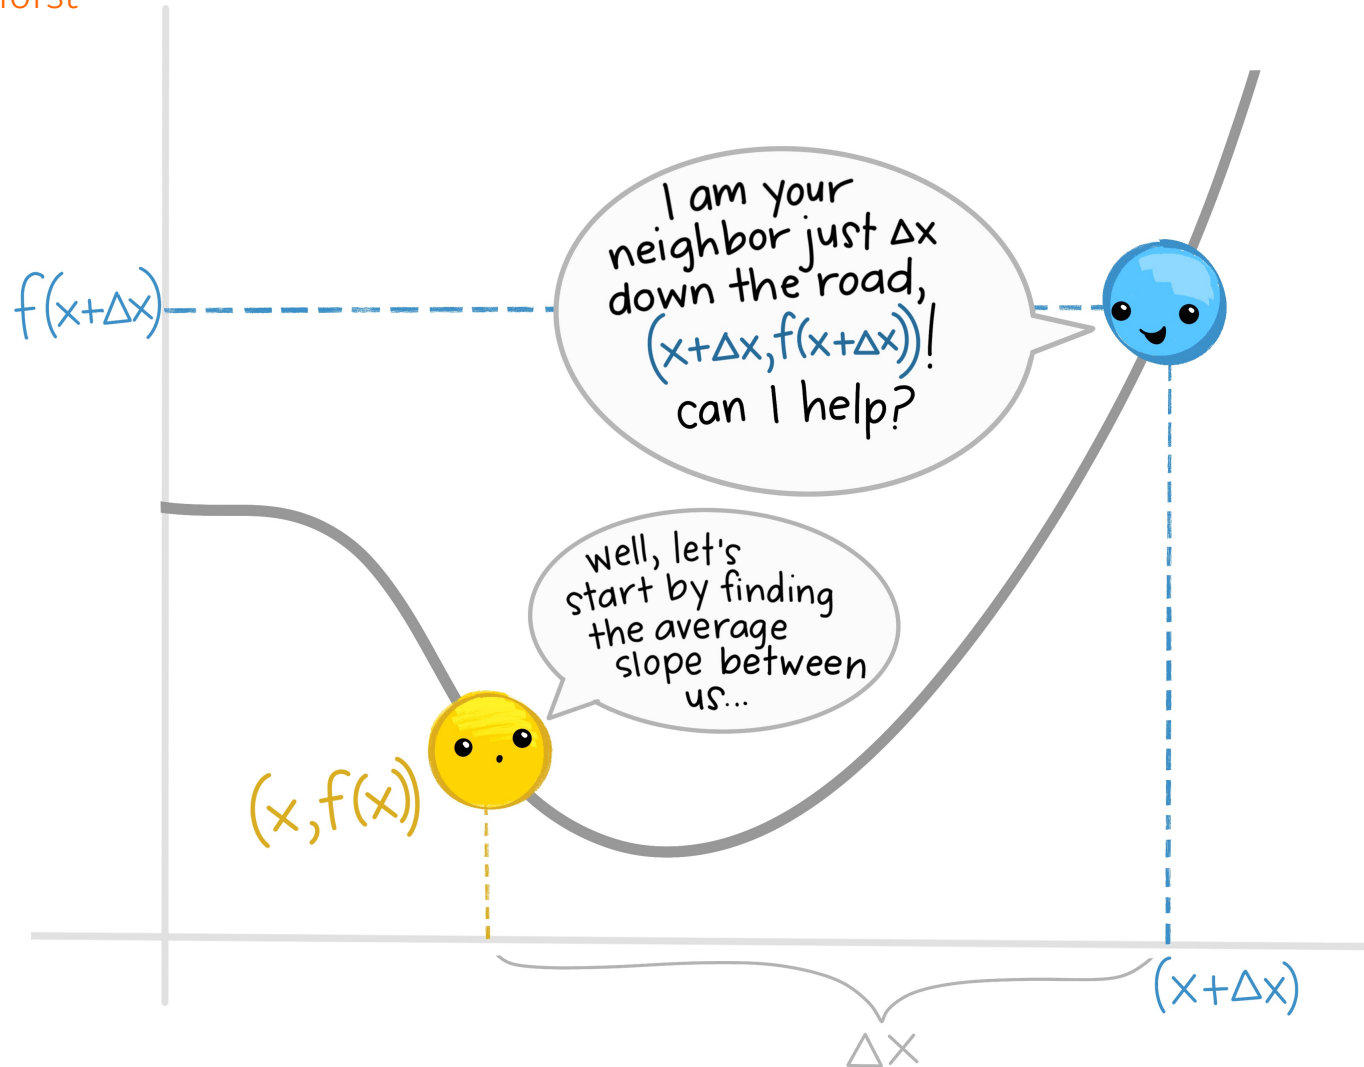 I am your
neighbor just Δx
down the road,
(x+Δx,f(x+Δx))!
can I help?
f(x+Δx)
well, let's
start by finding
the average
slope between
us...
(x,f(x))
(x+Δx)
Δx